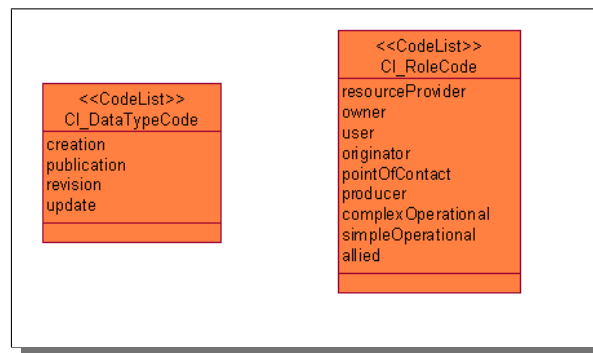 <<CodeList>>
CI_DataTypeCode
creation
publication
revision
update
<<CodeList>>
CI_RoleCode
resourceProvider
owner
user
originator
pointOfContact
producer
complexOperational
simpleOperational
allied